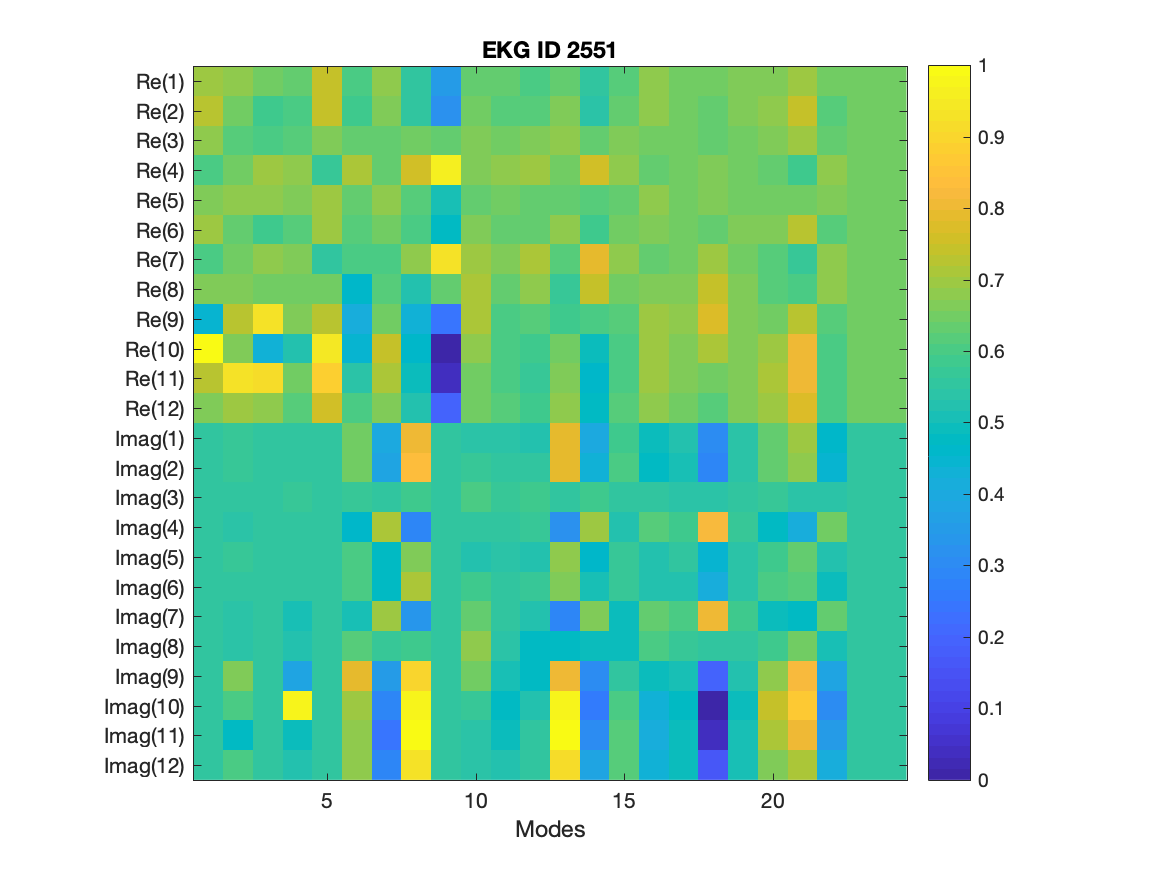 EKG ID 2551
Re(1)
Re(2)
Re(3)
Re(4)
Re(5)
Re(6)
Re(7)
Re(8)
Re(9)
Re(10)
Re(11)
Re(12)
Imag(1)
Imag(2)
Imag(3)
Imag(4)
Imag(5)
Imag(6)
Imag(7)
Imag(8)
Imag(9)
Imag(10)
Imag(11)
Imag(12)
5 10 15 20
Modes
1
0.9
0.8
0.7
0.6
0.5
0.4
0.3
0.2
0.1
0